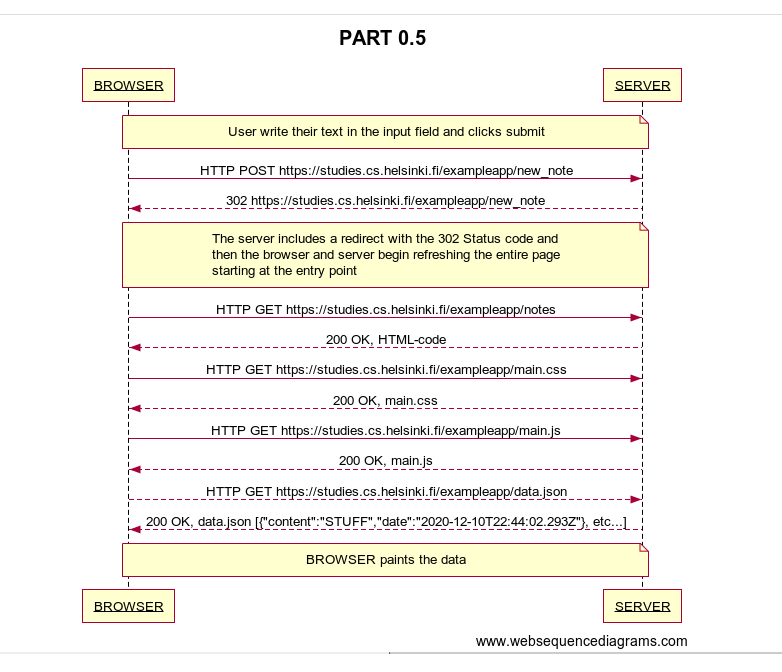 PART 0.5
BROWSER
SERVER
User write their text in the input field and clicks submit
HTTP POST https://studies.cs.helsinki.fi/exampleapp/new_note
302 https://studies.cs.helsinki.fi/exampleapp/new_note
The server includes a redirect with the 302 Status code and
then the browser and server begin refreshing the entire page
starting at the entry point
HTTP GET https://studies.cs.helsinki.fi/exampleapp/notes
200 OK, HTML-code
HTTP GET https://studies.cs.helsinki.fi/exampleapp/main.css
200 OK, main.css
HTTP GET https://studies.cs.helsinki.fi/exampleapp/main.js
200 OK, main.js
HTTP GET https://studies.cs.helsinki.fi/exampleapp/data.json
200 OK, data.json [{"content":"STUFF","date":"2020-12-10T22:44:02.293Z"}, etc...]
BROWSER paints the data
BROWSER
SERVER
www.websequencediagrams.com